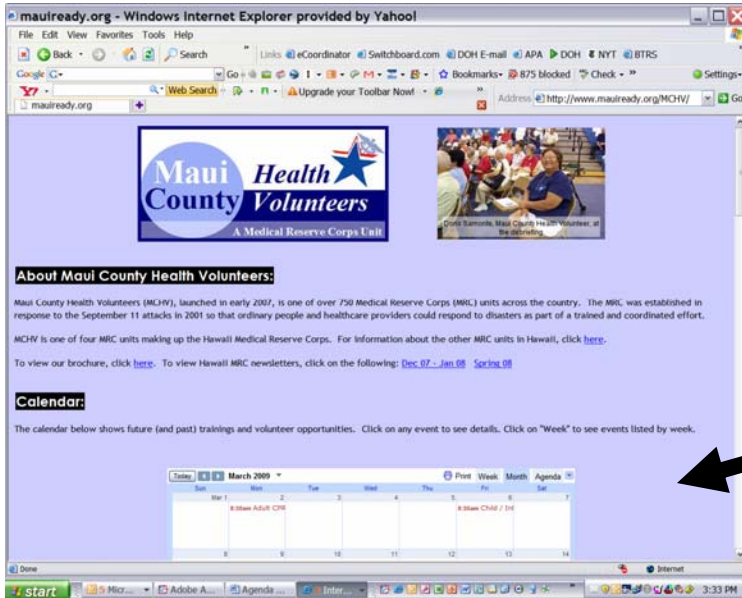 mauiready.org - Windows Internet Explorer provided by Yahoo!
File Edit View Favorites Tools Help
Back Search Links eCoordinator Switchboard.com DOH E-mail APA DOH NYT BTRS
Google Go Bookmarks 875 blocked Check Settings
Web Search Upgrade your Toolbar Now!
mauiready.org Address http://www.mauiready.org/MCHV/ Go
Maui County
Health Volunteers
A Medical Reserve Corps Unit
Doris Samonte, Maui County Health Volunteer, at
the debriefing.
About Maui County Health Volunteers:
Maui County Health Volunteers (MCHV), launched in early 2007, is one of over 750 Medical Reserve Corps (MRC) units across the country. The MRC was established in
response to the September 11 attacks in 2001 so that ordinary people and healthcare providers could respond to disasters as part of a trained and coordinated effort.
MCHV is one of four MRC units making up the Hawaii Medical Reserve Corps. For information about the other MRC units in Hawaii, click here.
To view our brochure, click here. To view Hawaii MRC newsletters, click on the following: Dec 07 - Jan 08 Spring 08
Calendar:
The calendar below shows future (and past) trainings and volunteer opportunities. Click on any event to see details. Click on "Week" to see events listed by week.
Today March 2009 Print Week Month Agenda
Sun Mon Tue Wed Thu Fri Sat
Mar 1 2 3 4 5 6 7
8:30am Adult CPR 8:30am Child / Inf
8 9 10 11 12 13 14
Done Internet
start 5 Micr... Adobe A... Agenda ... Inter... 3:33 PM